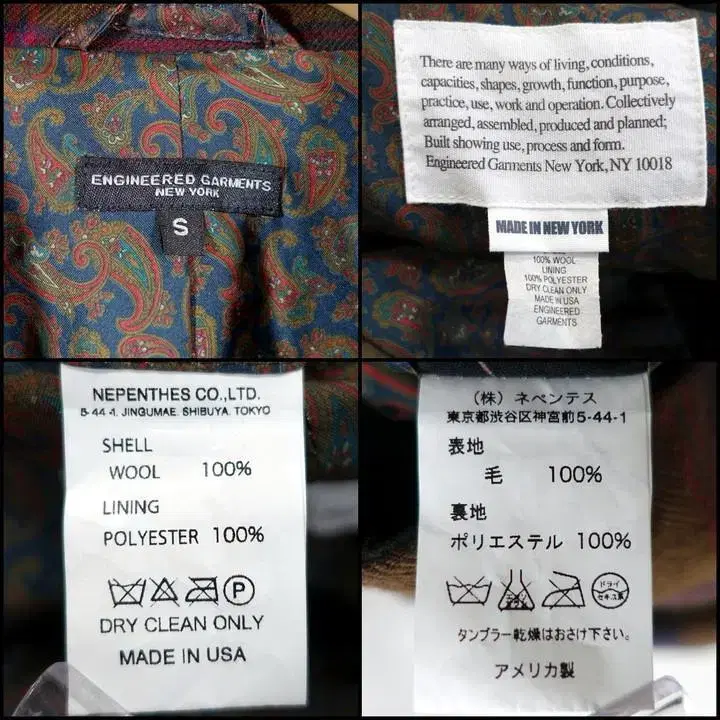 ENGINEERED GARMENTS
NEW YORK
S
There are many ways of living, conditions,
capacities, shapes, growth, function, purpose,
practice, use, work and operation. Collectively
arranged, assembled, produced and planned;
Built showing use, process and form.
Engineered Garments New York, NY 10018
MADE IN NEW YORK
100% WOOL
LINING
100% POLYESTER
DRY CLEAN ONLY
MADE IN USA
ENGINEERED
GARMENTS
NEPENTHES CO.,LTD.
5-44-1, JINGUMAE, SHIBUYA, TOKYO
SHELL
WOOL 100%
LINING
POLYESTER 100%
P
DRY CLEAN ONLY
MADE IN USA
(株) ネペンテス
東京都渋谷区神宮前5-44-1
表地
毛 100%
裏地
ポリエステル 100%
ドライ
セキユ系
タンブラー乾燥はおさけ下さい。
アメリカ製